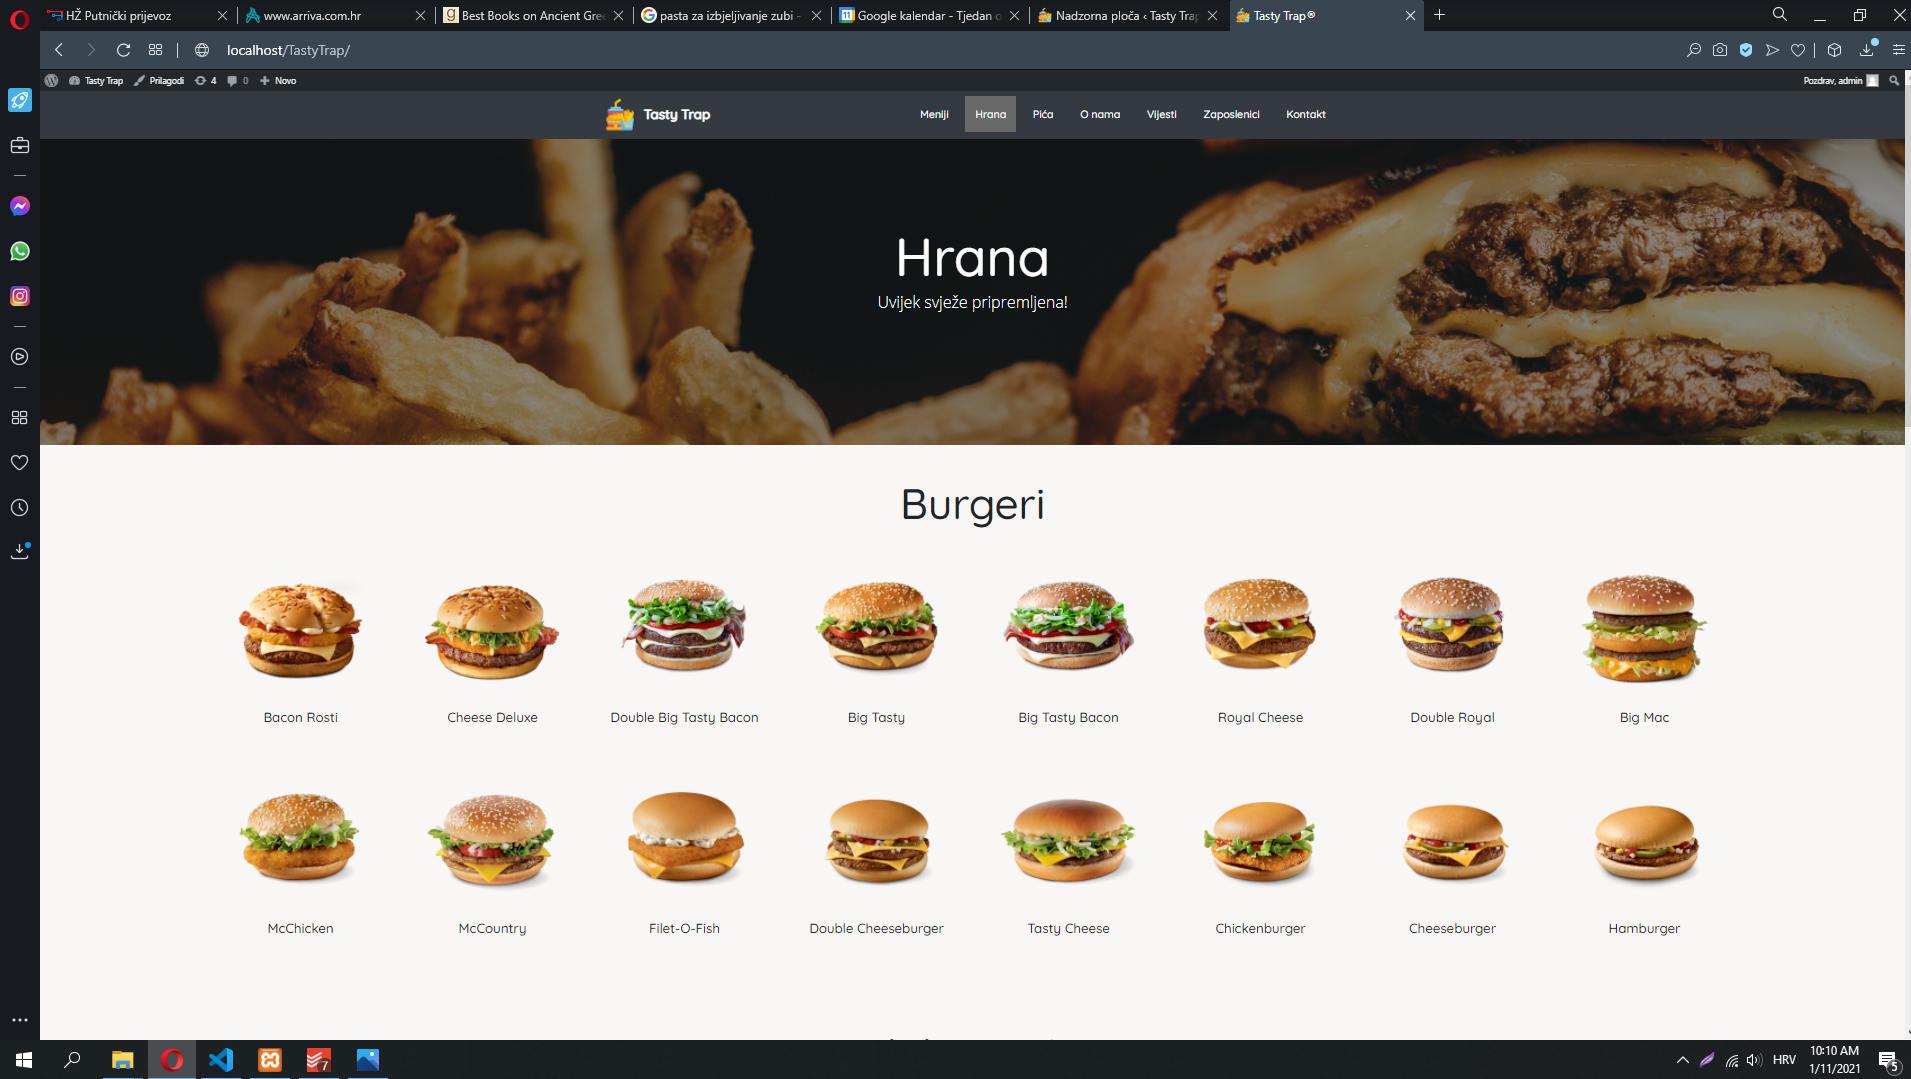 HŽ Putnički prijevoz
www.arriva.com.hr
Best Books on Ancient Gre
pasta za izbjeljivanje zubi -
Google kalendar - Tjedan o
Nadzorna ploča ‹ Tasty Trap
Tasty Trap®
localhost/TastyTrap/
Tasty Trap
Prilagodi
4
0
Novo
Pozdrav, admin
Tasty Trap
Meniji
Hrana
Pića
O nama
Vijesti
Zaposlenici
Kontakt
Hrana
Uvijek svježe pripremljena!
Burgeri
Bacon Rosti
Cheese Deluxe
Double Big Tasty Bacon
Big Tasty
Big Tasty Bacon
Royal Cheese
Double Royal
Big Mac
McChicken
McCountry
Filet-O-Fish
Double Cheeseburger
Tasty Cheese
Chickenburger
Cheeseburger
Hamburger
7
HRV
10:10 AM
1/11/2021
5